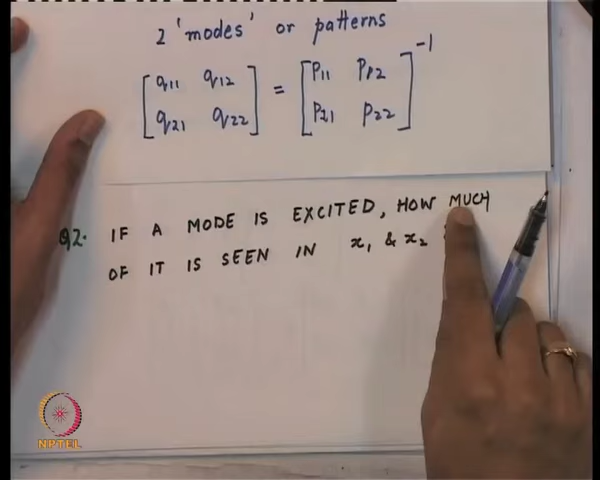 2 'modes' or patterns
[q11 q12; q21 q22] = [p11 p12; p21 p22]^-1
Q2. IF A MODE IS EXCITED, HOW MUCH
OF IT IS SEEN IN x1 & x2
NPTEL